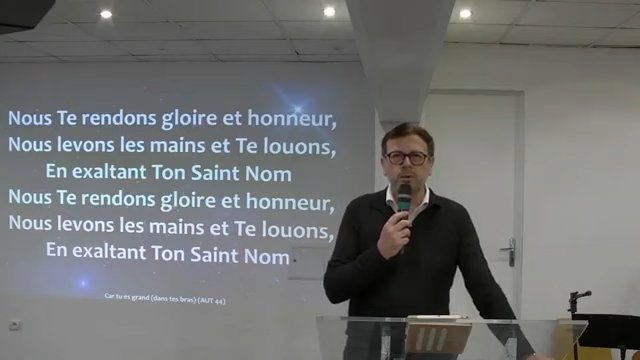 Nous Te rendons gloire et honneur,
Nous levons les mains et Te louons,
En exaltant Ton Saint Nom
Nous Te rendons gloire et honneur,
Nous levons les mains et Te louons,
En exaltant Ton Saint Nom
Car tu es grand (dans tes bras) (AUT 44)